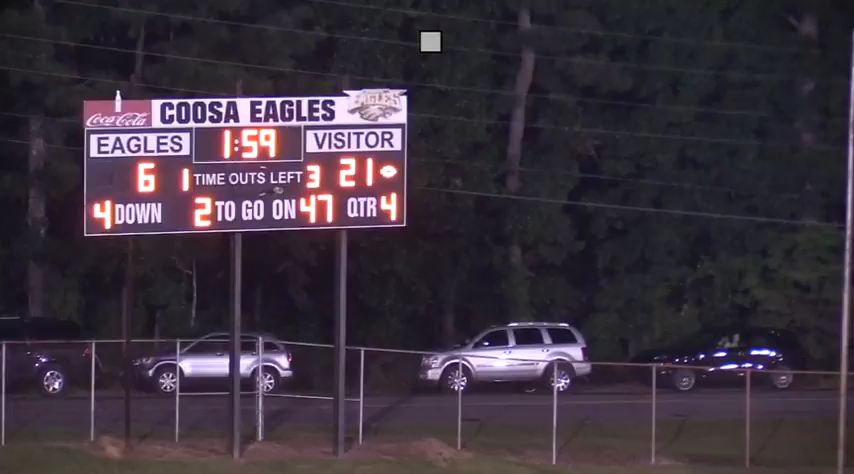 Coca-Cola COOSA EAGLES EAGLES
EAGLES 1:59 VISITOR
6 1 TIME OUTS LEFT 3 21
4 DOWN 2 TO GO ON 47 QTR 4